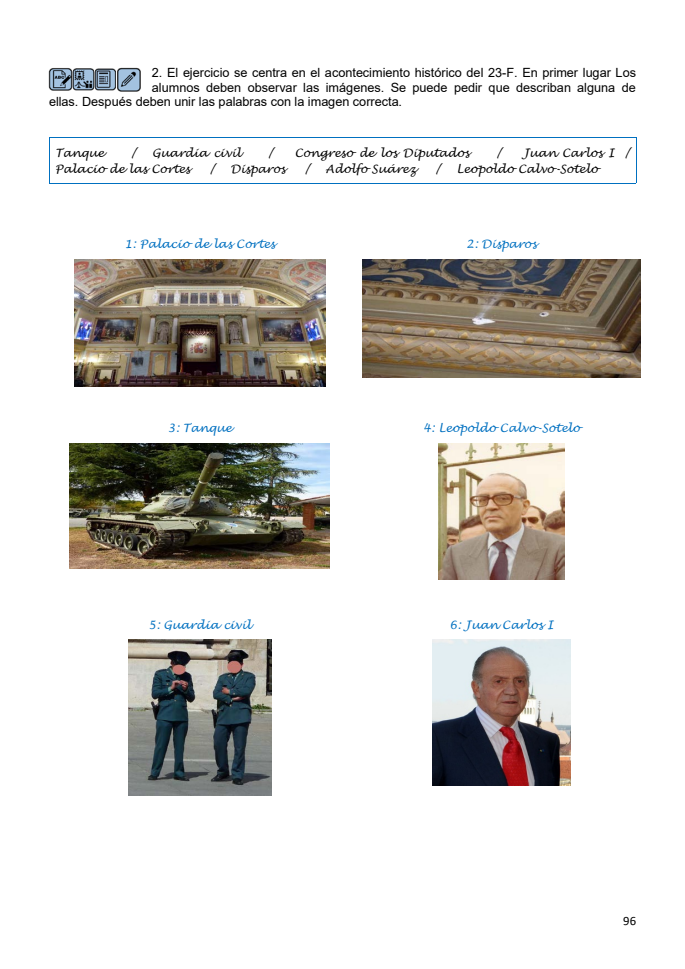 2. El ejercicio se centra en el acontecimiento histórico del 23-F. En primer lugar Los
alumnos deben observar las imágenes. Se puede pedir que describan alguna de
ellas. Después deben unir las palabras con la imagen correcta.
Tanque / Guardia civil / Congreso de los Diputados / Juan Carlos I /
Palacio de las Cortes / Disparos / Adolfo Suárez / Leopoldo Calvo-Sotelo
1: Palacio de las Cortes
2: Disparos
3: Tanque
4: Leopoldo Calvo-Sotelo
5: Guardia civil
6: Juan Carlos I
96